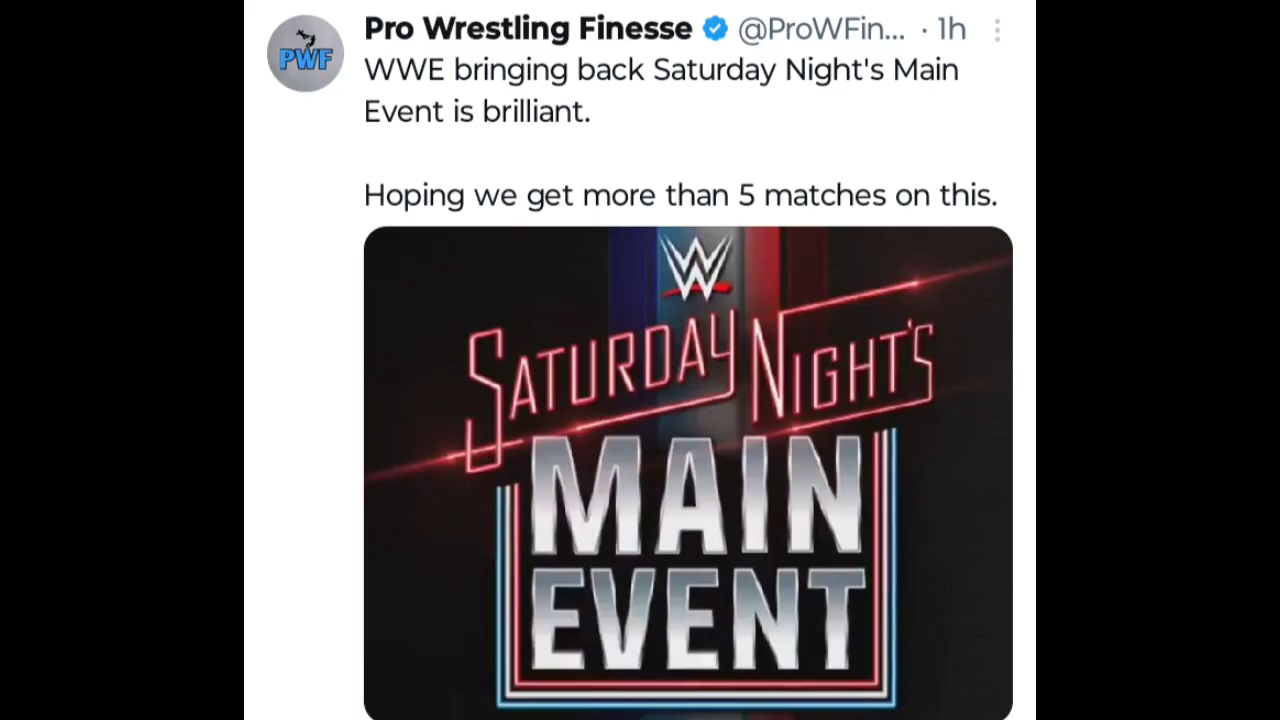 PWF
Pro Wrestling Finesse @ProWFin... · 1h
WWE bringing back Saturday Night's Main
Event is brilliant.
Hoping we get more than 5 matches on this.
W
SATURDAY NIGHT'S
MAIN
EVENT